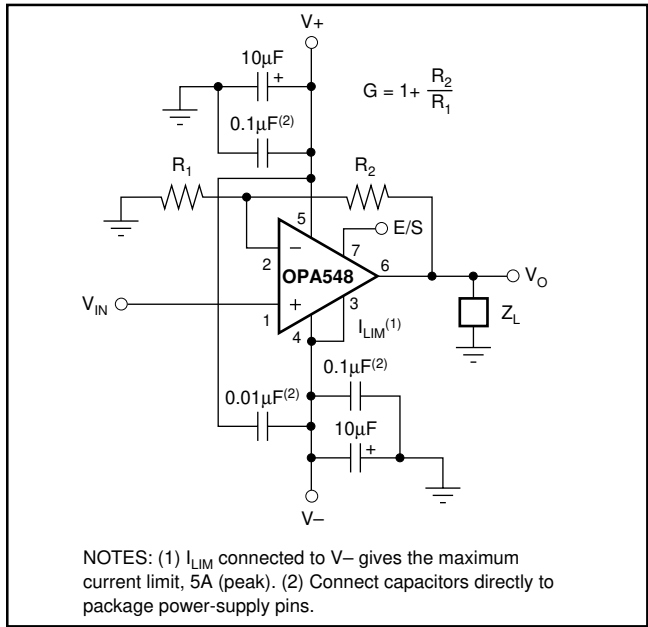 V+
10μF
+
G = 1+ R2
R1
0.1μF(2)
R1
R2
5
E/S
7
–
2
OPA548
6
VO
VIN
+
1
3
ZL
4
ILIM(1)
0.1μF(2)
0.01μF(2)
10μF
+
V–
NOTES: (1) ILIM connected to V– gives the maximum
current limit, 5A (peak). (2) Connect capacitors directly to
package power-supply pins.